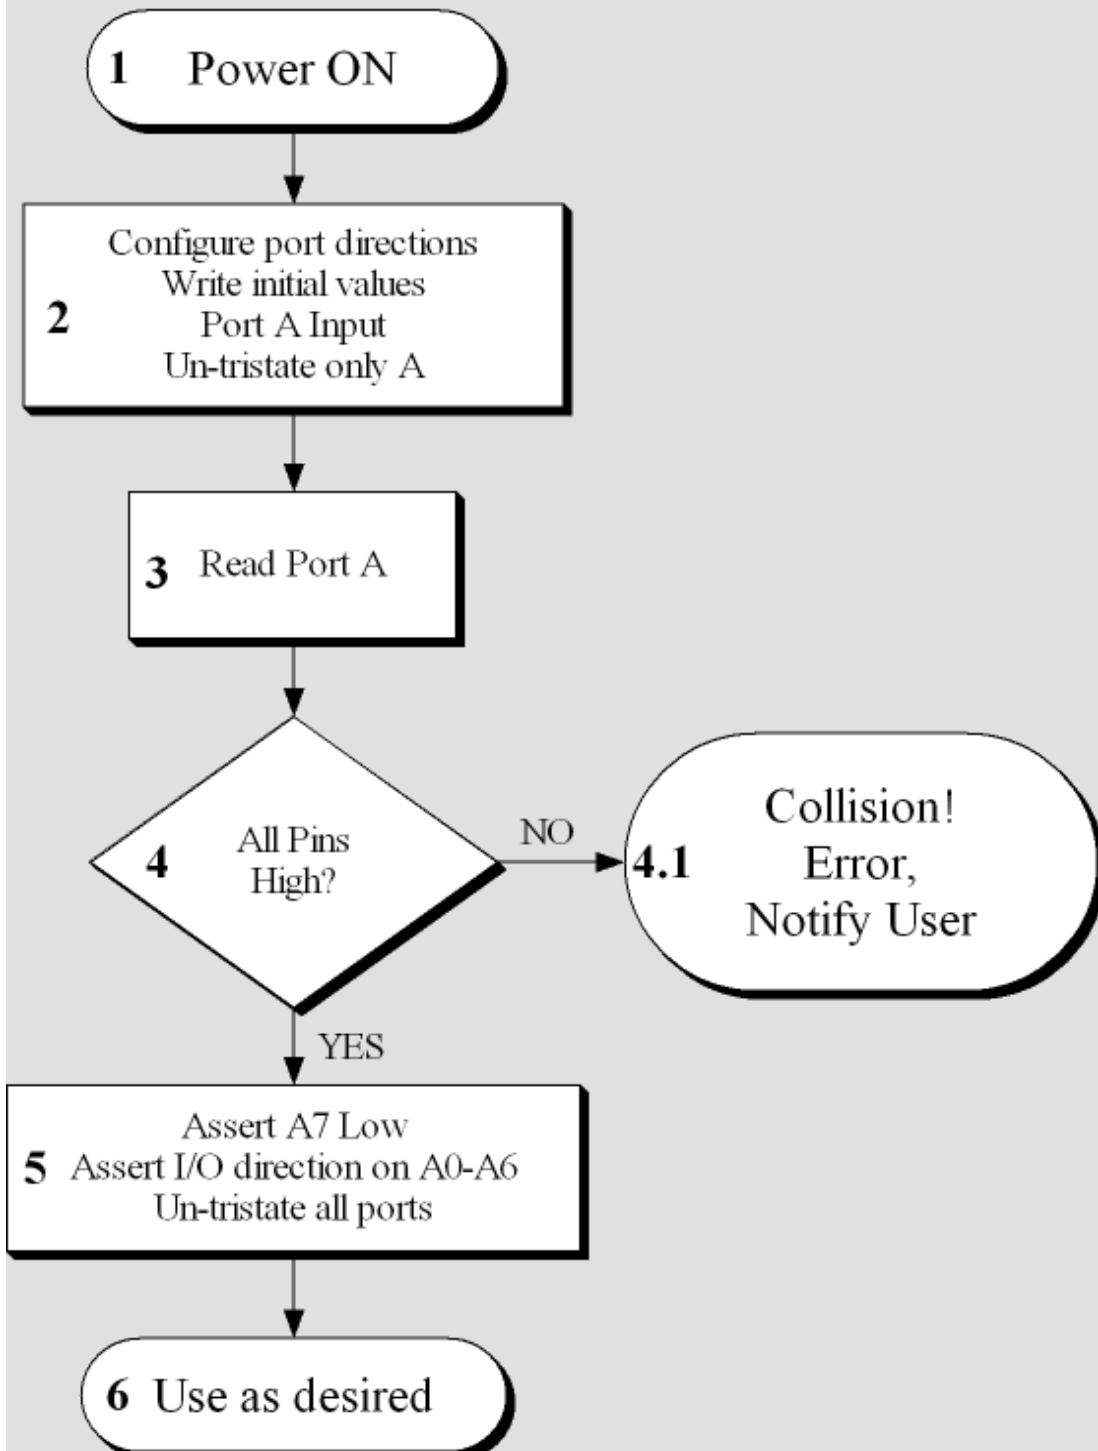 1 Power ON
Configure port directions
Write initial values
2 Port A Input
Un-tristate only A
3 Read Port A
4 All Pins
High?
NO
4.1 Collision!
Error,
Notify User
YES
Assert A7 Low
5 Assert I/O direction on A0-A6
Un-tristate all ports
6 Use as desired